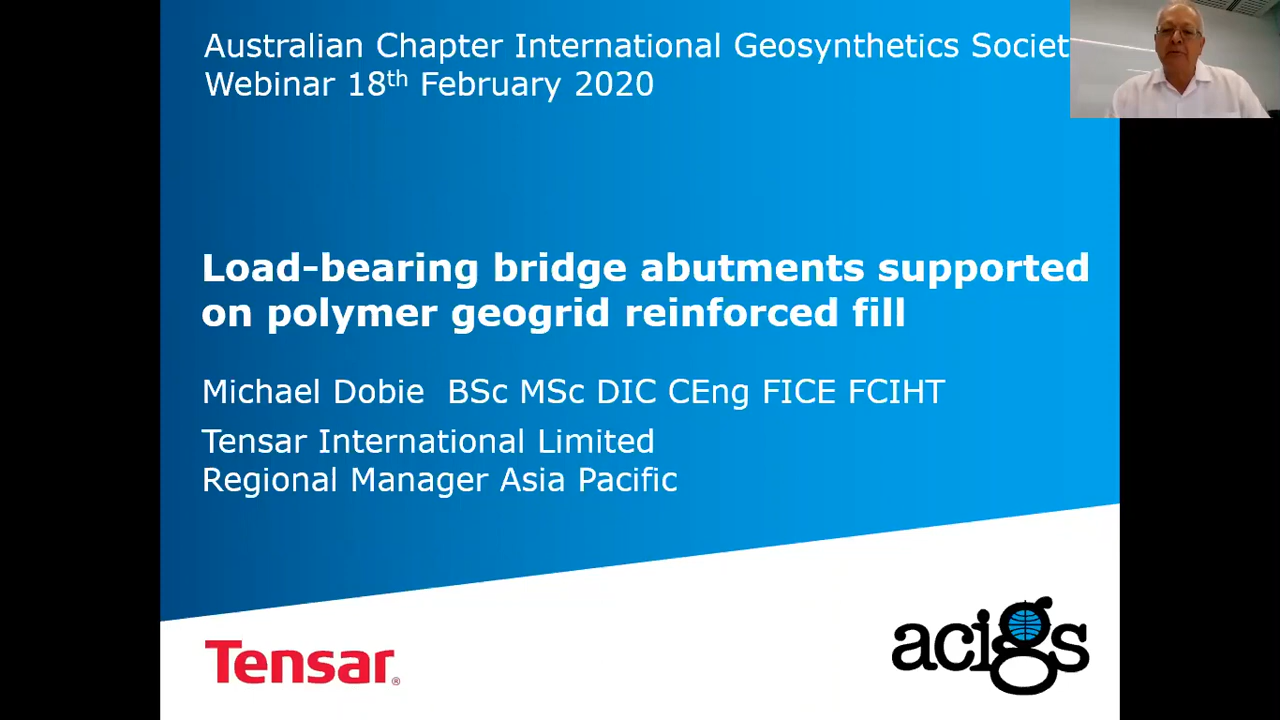 Australian Chapter International Geosynthetics Societ
Webinar 18th February 2020
Load-bearing bridge abutments supported
on polymer geogrid reinforced fill
Michael Dobie BSc MSc DIC CEng FICE FCIHT
Tensar International Limited
Regional Manager Asia Pacific
Tensar®
acigs